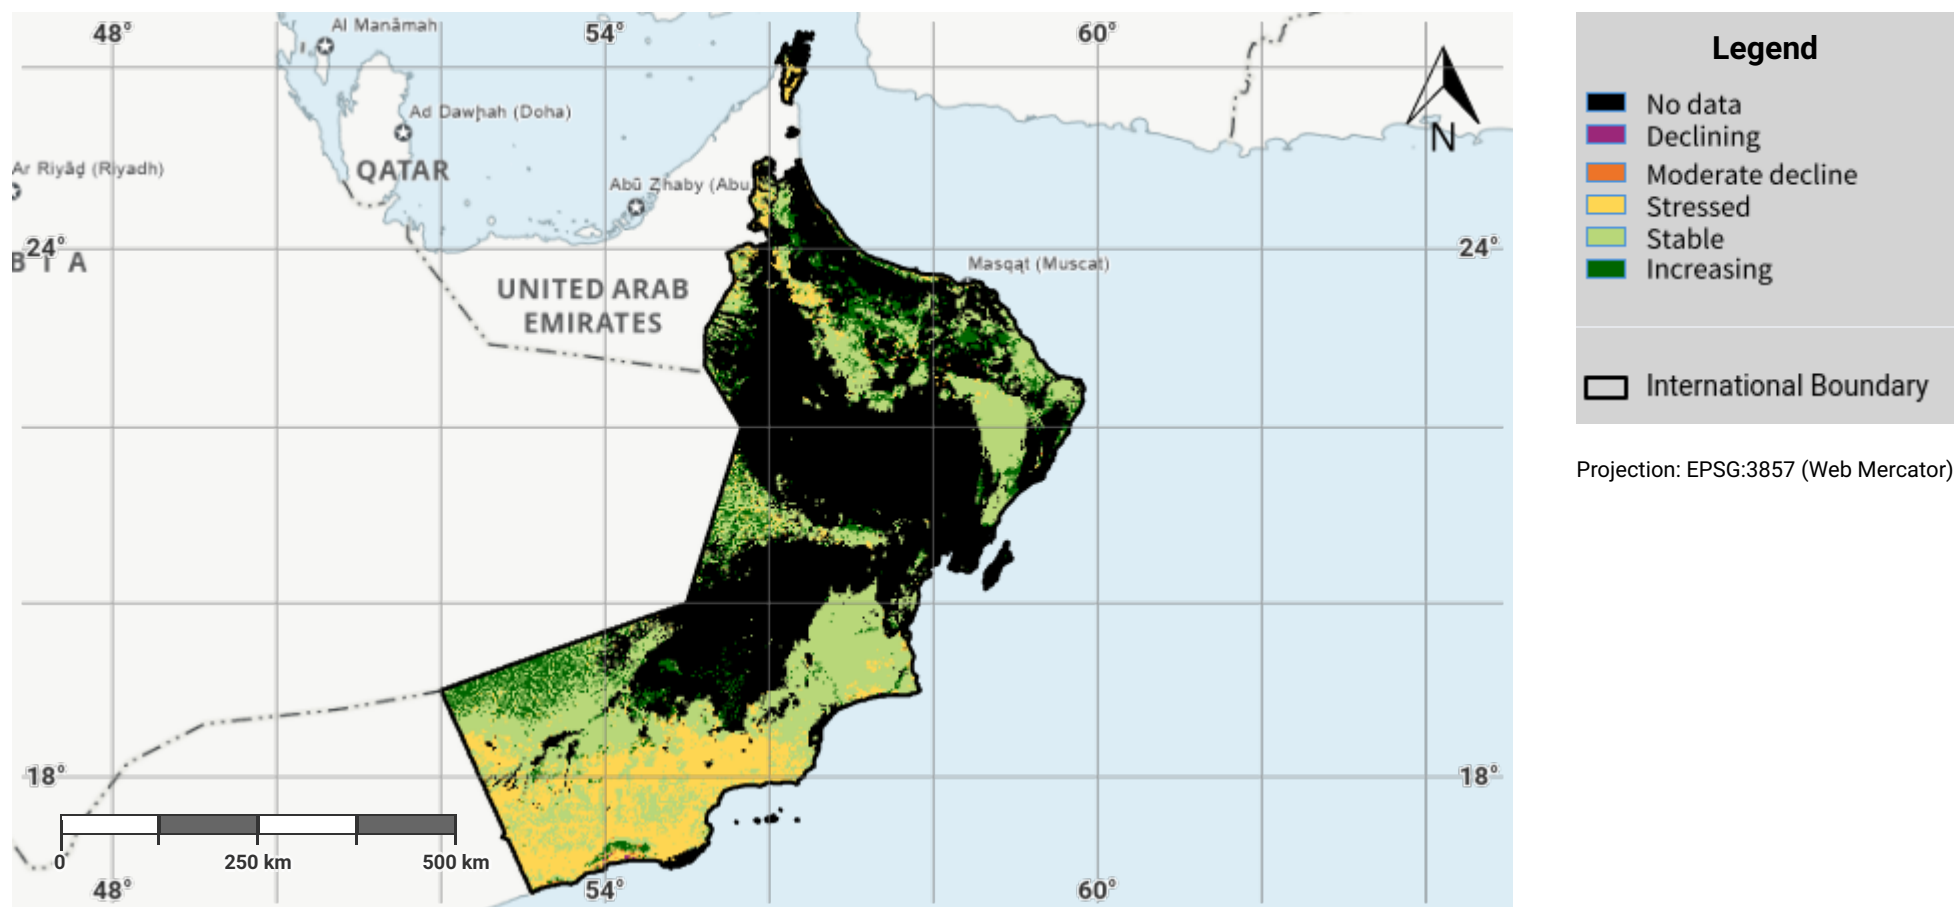 48°
54°
60°
Al Manāmah
Ad Dawḩah (Doha)
QATAR
Ar Riyāḑ (Riyadh)
Abū Z̧haby (Abu
24°
24°
B I A
Masqaţ (Muscat)
UNITED ARAB
EMIRATES
18°
18°
0
250 km
500 km
48°
54°
60°
N
Legend
No data
Declining
Moderate decline
Stressed
Stable
Increasing
International Boundary
Projection: EPSG:3857 (Web Mercator)